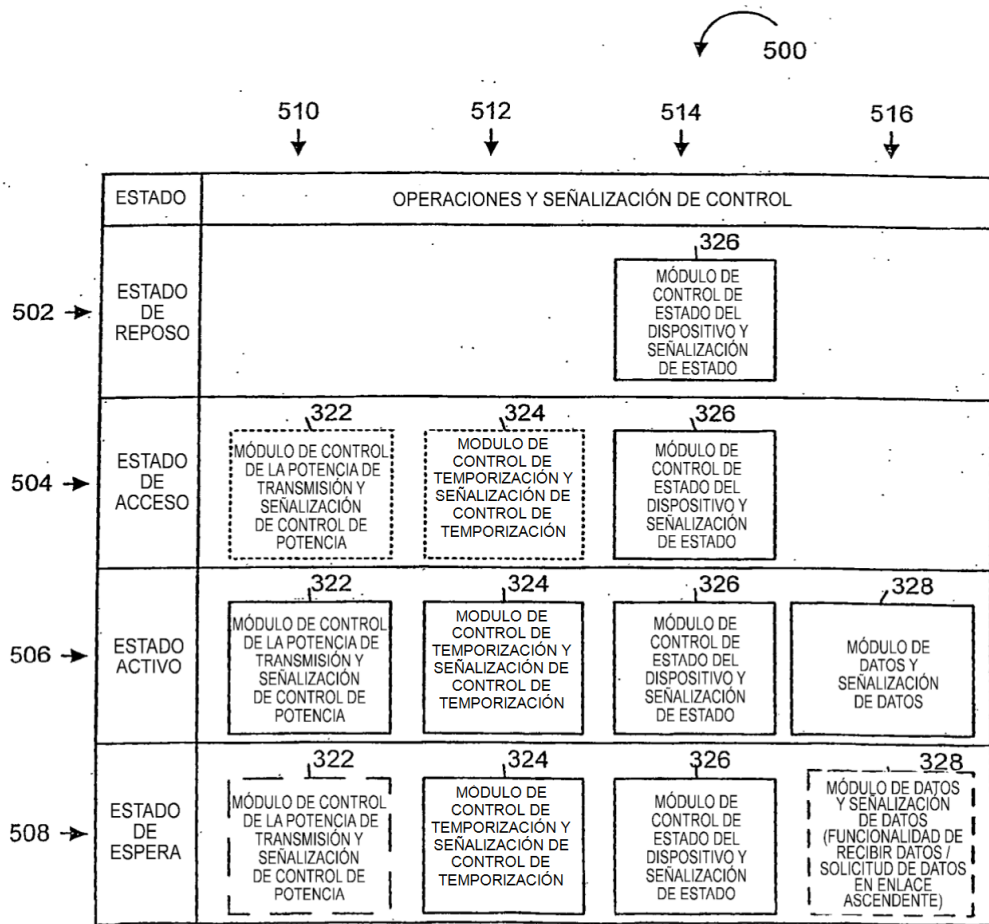 500
510
512
514
516
ESTADO
OPERACIONES Y SEÑALIZACIÓN DE CONTROL
502
ESTADO
DE
REPOSO
326
MÓDULO DE
CONTROL DE
ESTADO DEL
DISPOSITIVO Y
SEÑALIZACIÓN
DE ESTADO
504
ESTADO
DE
ACCESO
322
MÓDULO DE CONTROL
DE LA POTENCIA DE
TRANSMISIÓN Y
SEÑALIZACIÓN
DE CONTROL DE
POTENCIA
324
MODULO DE
CONTROL DE
TEMPORIZACIÓN Y
SEÑALIZACIÓN DE
CONTROL DE
TEMPORIZACIÓN
326
MÓDULO DE
CONTROL DE
ESTADO DEL
DISPOSITIVO Y
SEÑALIZACIÓN
DE ESTADO
506
ESTADO
ACTIVO
322
MÓDULO DE CONTROL
DE LA POTENCIA DE
TRANSMISIÓN Y
SEÑALIZACIÓN
DE CONTROL DE
POTENCIA
324
MODULO DE
CONTROL DE
TEMPORIZACIÓN Y
SEÑALIZACIÓN DE
CONTROL DE
TEMPORIZACIÓN
326
MÓDULO DE
CONTROL DE
ESTADO DEL
DISPOSITIVO Y
SEÑALIZACIÓN
DE ESTADO
328
MÓDULO DE
DATOS Y
SEÑALIZACIÓN
DE DATOS
508
ESTADO
DE
ESPERA
322
MÓDULO DE CONTROL
DE LA POTENCIA DE
TRANSMISIÓN Y
SEÑALIZACIÓN
DE CONTROL DE
POTENCIA
324
MÓDULO DE
CONTROL DE
TEMPORIZACIÓN Y
SEÑALIZACIÓN DE
CONTROL DE
TEMPORIZACIÓN
326
MÓDULO DE
CONTROL DE
ESTADO DEL
DISPOSITIVO Y
SEÑALIZACIÓN
DE ESTADO
328
MÓDULO DE DATOS
Y SEÑALIZACIÓN
DE DATOS
(FUNCIONALIDAD DE
RECIBIR DATOS /
SOLICITUD DE DATOS
EN ENLACE
ASCENDENTE)